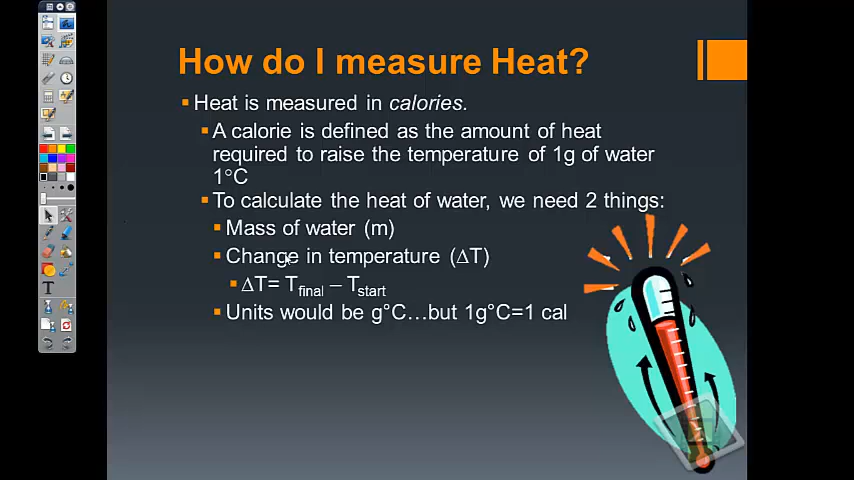 How do I measure Heat?
Heat is measured in calories.
A calorie is defined as the amount of heat
required to raise the temperature of 1g of water
1°C
To calculate the heat of water, we need 2 things:
Mass of water (m)
Change in temperature (∆T)
∆T= Tfinal – Tstart
Units would be g°C…but 1g°C=1 cal